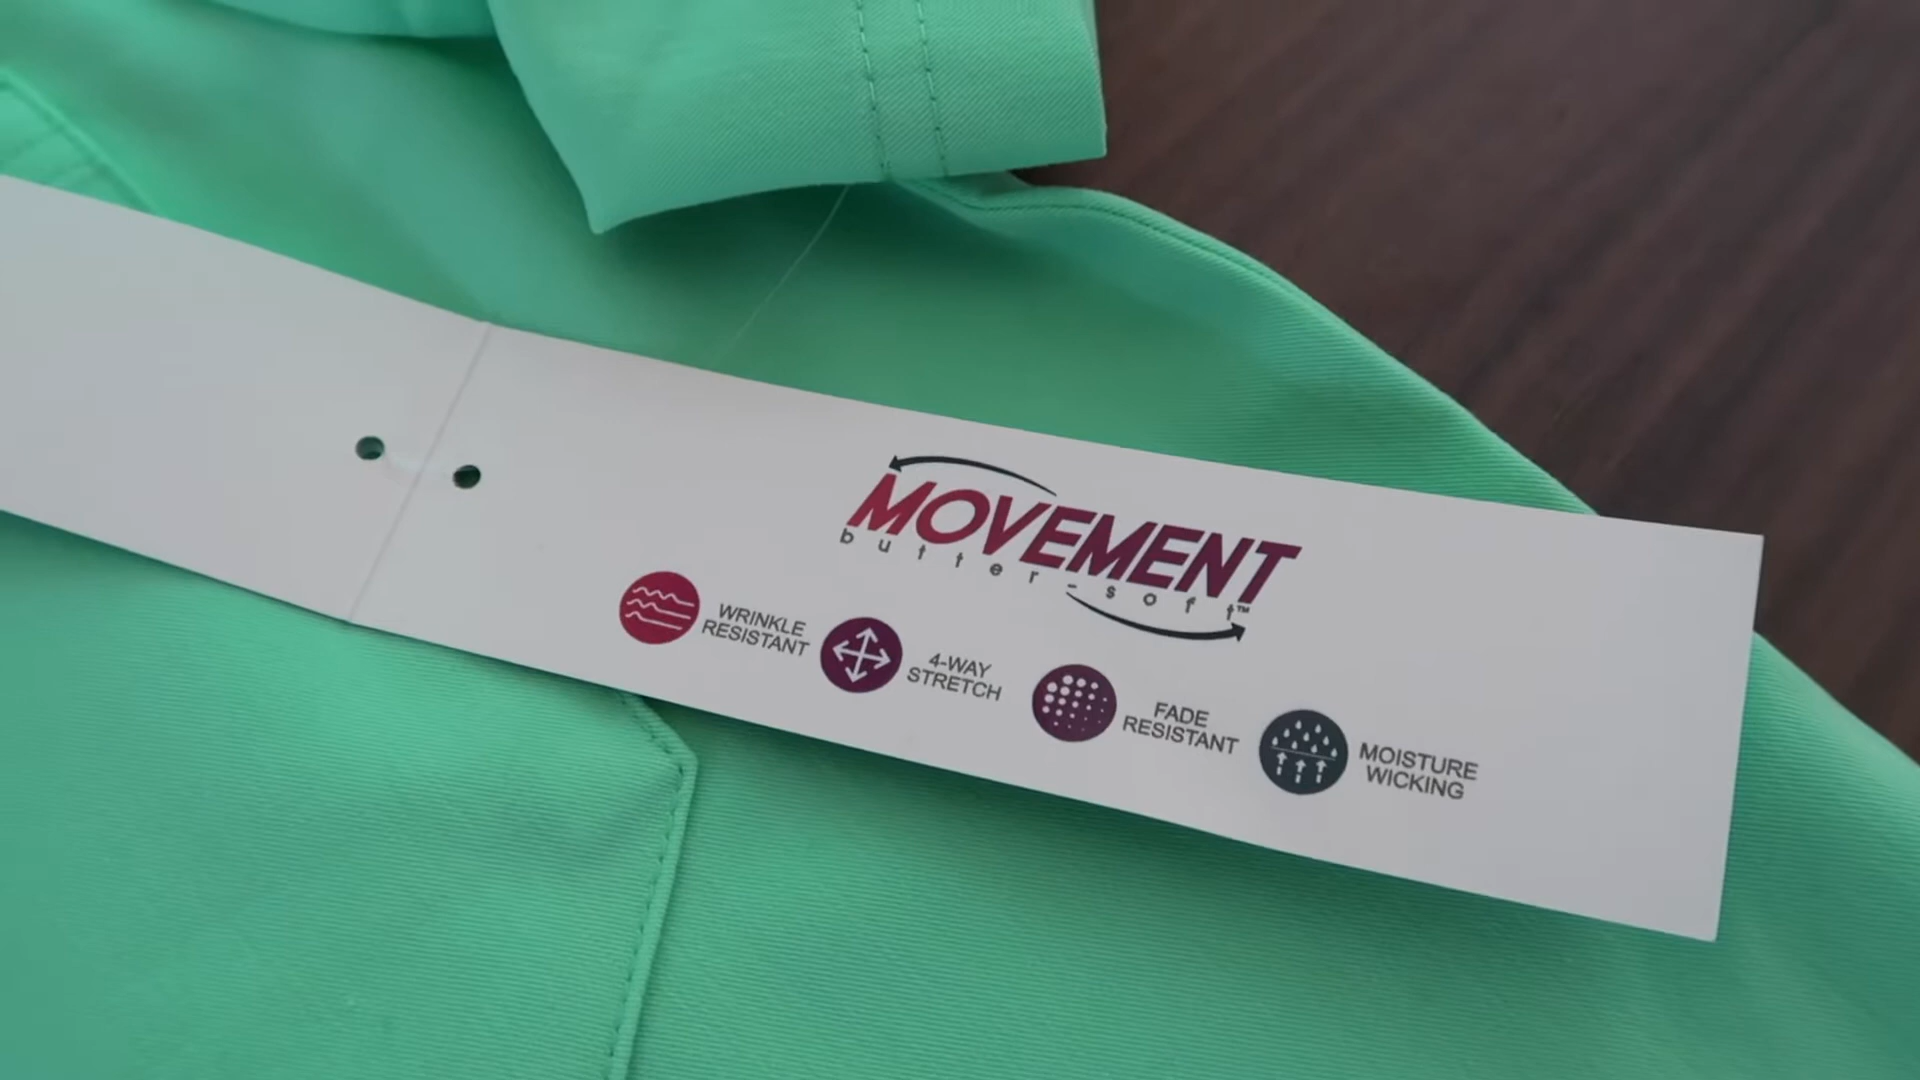 MOVEMENT
butter-soft™
WRINKLE
RESISTANT
4-WAY
STRETCH
FADE
RESISTANT
MOISTURE
WICKING